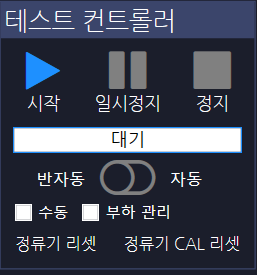 테스트 컨트롤러
시작 일시정지 정지
대기
반자동 자동
수동 부하 관리
정류기 리셋 정류기 CAL 리셋